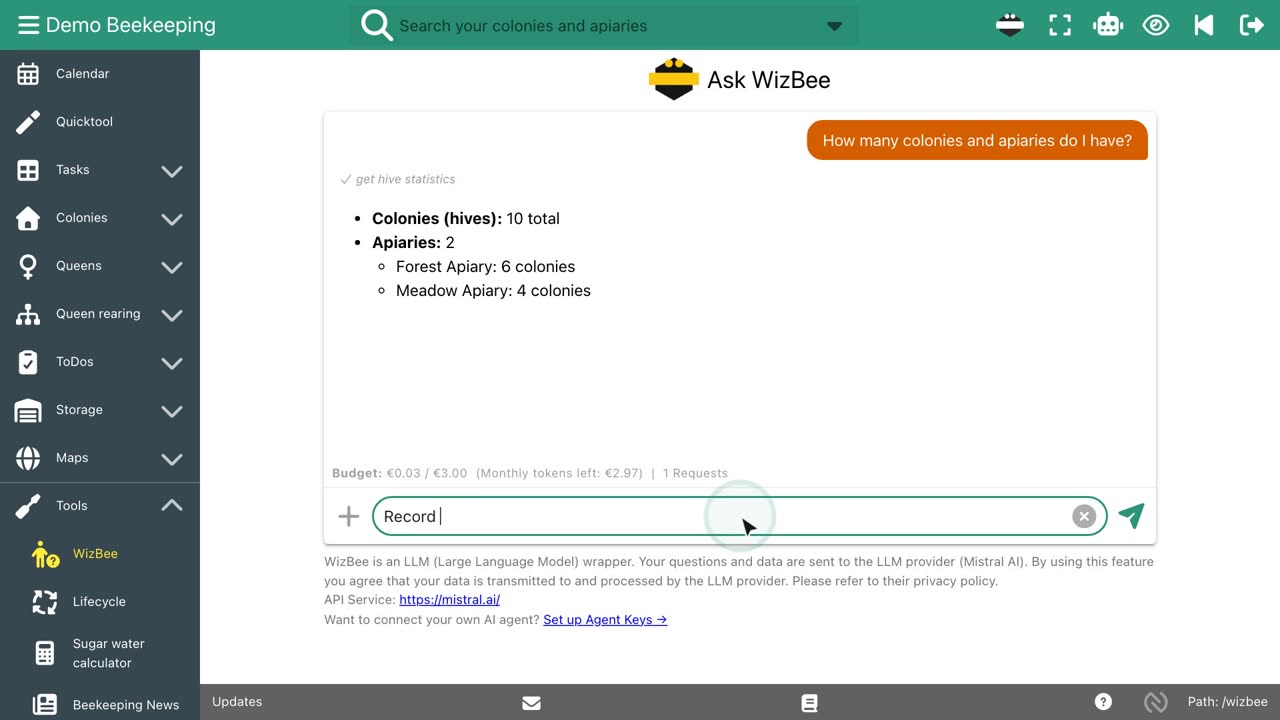 Demo Beekeeping
Search your colonies and apiaries
Calendar
Quicktool
Tasks
Colonies
Queens
Queen rearing
ToDos
Storage
Maps
Tools
WizBee
Lifecycle
Sugar water
calculator
Beekeeping News
Ask WizBee
How many colonies and apiaries do I have?
✓ get hive statistics
• Colonies (hives): 10 total
• Apiaries: 2
○ Forest Apiary: 6 colonies
○ Meadow Apiary: 4 colonies
Budget: €0.03 / €3.00 (Monthly tokens left: €2.97) | 1 Requests
Record
WizBee is an LLM (Large Language Model) wrapper. Your questions and data are sent to the LLM provider (Mistral AI). By using this feature
you agree that your data is transmitted to and processed by the LLM provider. Please refer to their privacy policy.
API Service: https://mistral.ai/
Want to connect your own AI agent? Set up Agent Keys →
Updates
Path: /wizbee